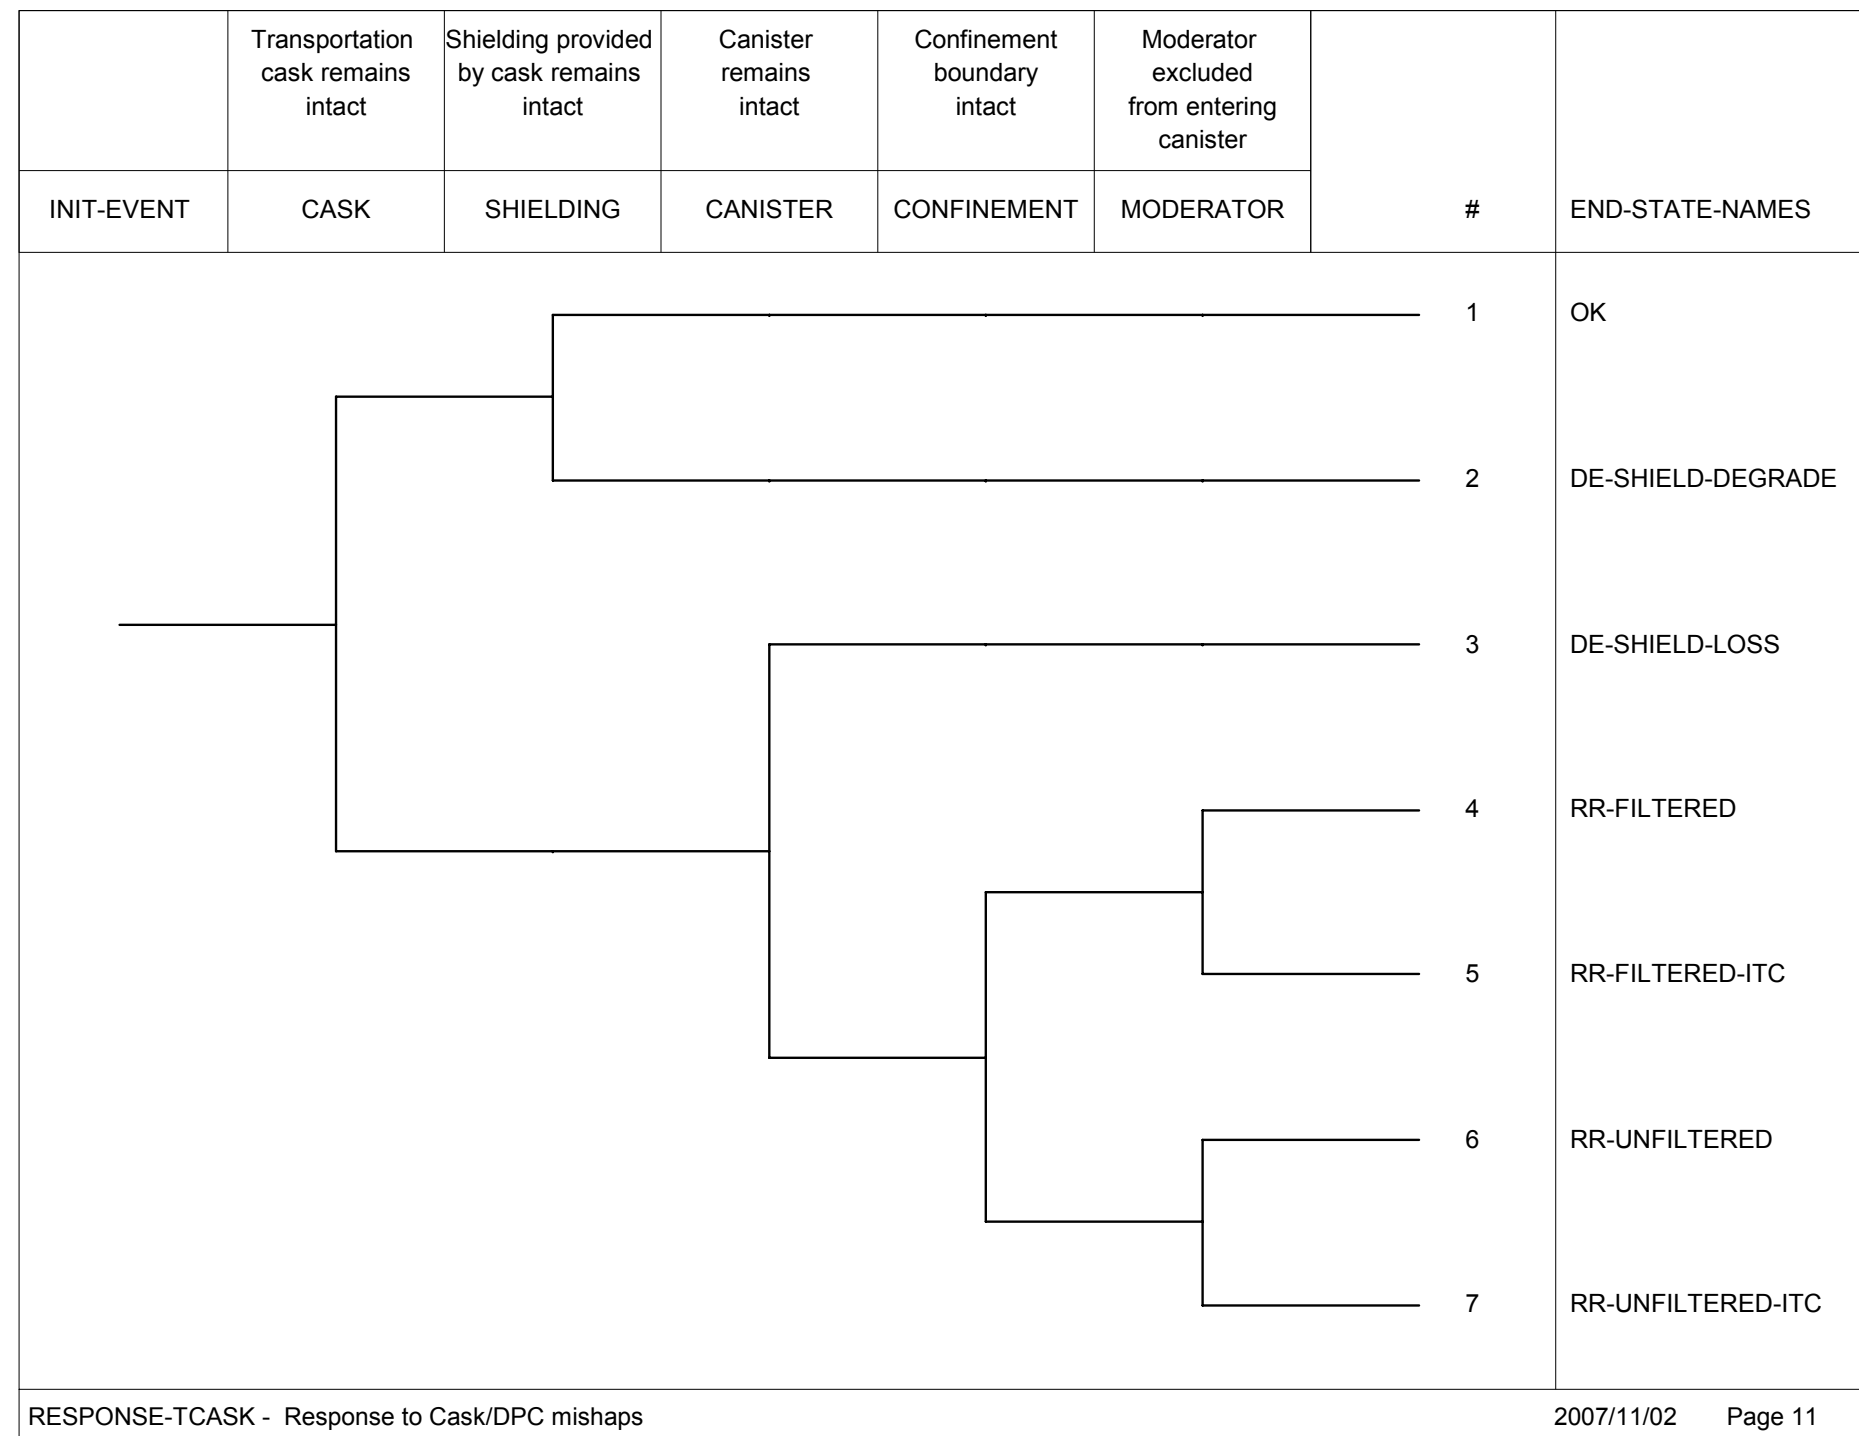 Transportation
cask remains
intact
Shielding provided
by cask remains
intact
Canister
remains
intact
Confinement
boundary
intact
Moderator
excluded
from entering
canister
INIT-EVENT
CASK
SHIELDING
CANISTER
CONFINEMENT
MODERATOR
#
END-STATE-NAMES
1 OK
2 DE-SHIELD-DEGRADE
3 DE-SHIELD-LOSS
4 RR-FILTERED
5 RR-FILTERED-ITC
6 RR-UNFILTERED
7 RR-UNFILTERED-ITC
RESPONSE-TCASK - Response to Cask/DPC mishaps
2007/11/02 Page 11